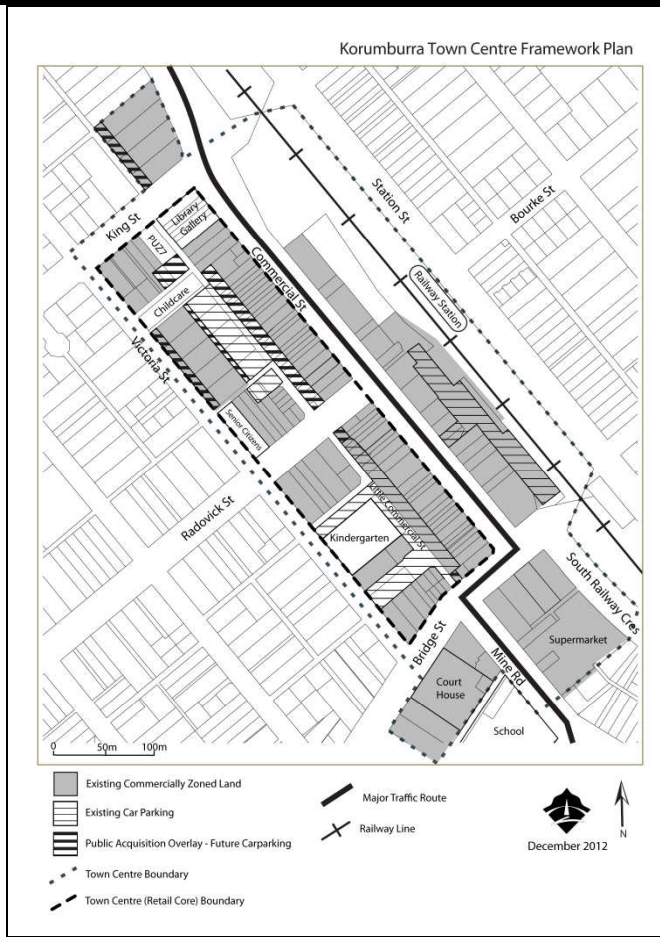 Korumburra Town Centre Framework Plan
Station St
Bourke St
King St
Library
Gallery
PUZ7
Commercial St
Childcare
Railway Station
Victoria St
Senior Citizens
Radovick St
Little Commercial St
Kindergarten
South Railway Cres
Supermarket
Bridge St
Mine Rd
Court
House
School
0 50m 100m
Existing Commercially Zoned Land
Existing Car Parking
Public Acquisition Overlay - Future Carparking
Town Centre Boundary
Town Centre (Retail Core) Boundary
Major Traffic Route
Railway Line
December 2012
N